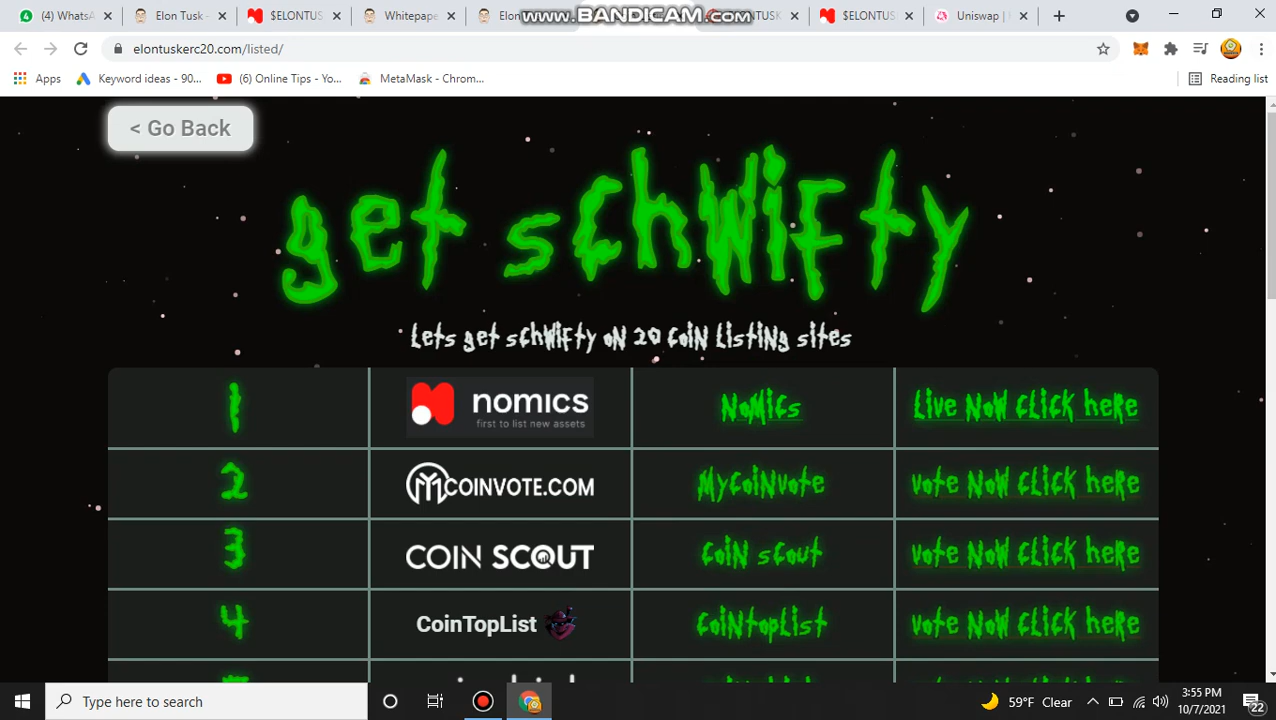 (4) WhatsA
Elon Tusk -
$ELONTUS
Whitepape
Elon
www.BANDICAM.com
NTUSK
$ELONTUS
Uniswap |
elontuskerc20.com/listed/
Apps
Keyword ideas - 90...
(6) Online Tips - Yo...
MetaMask - Chrom...
Reading list
< Go Back
get schwifty
Lets get schwifty on 20 coin listing sites
1
nomics
first to list new assets
Nomics
Live now click here
2
MYCOINVOTE.COM
Mycoinvote
vote now click here
3
COIN SCOUT
coin scout
vote now click here
4
CoinTopList
cointoplist
vote now click here
Type here to search
59°F Clear
3:55 PM
10/7/2021
22